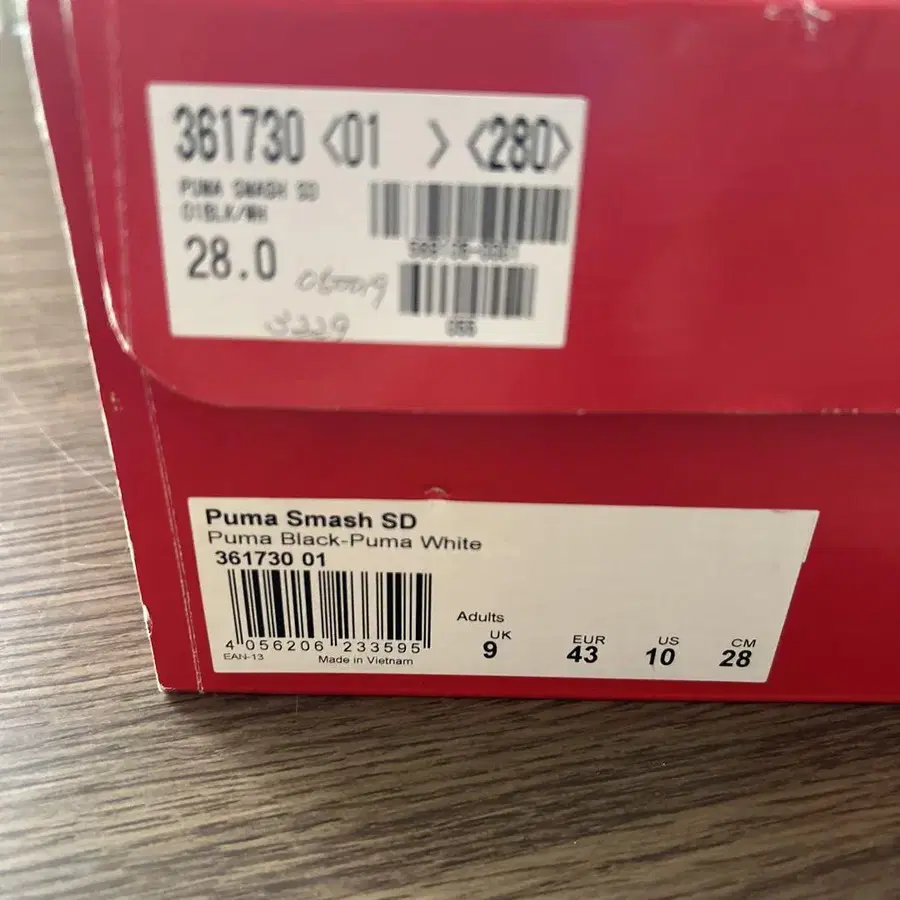 361730 <01 > <280>
PUMA SMASH SD
01BLK/WH
28.0
3229
Puma Smash SD
Puma Black-Puma White
361730 01
4 056206 233595
EAN-13 Made in Vietnam
Adults
UK EUR US CM
9 43 10 28